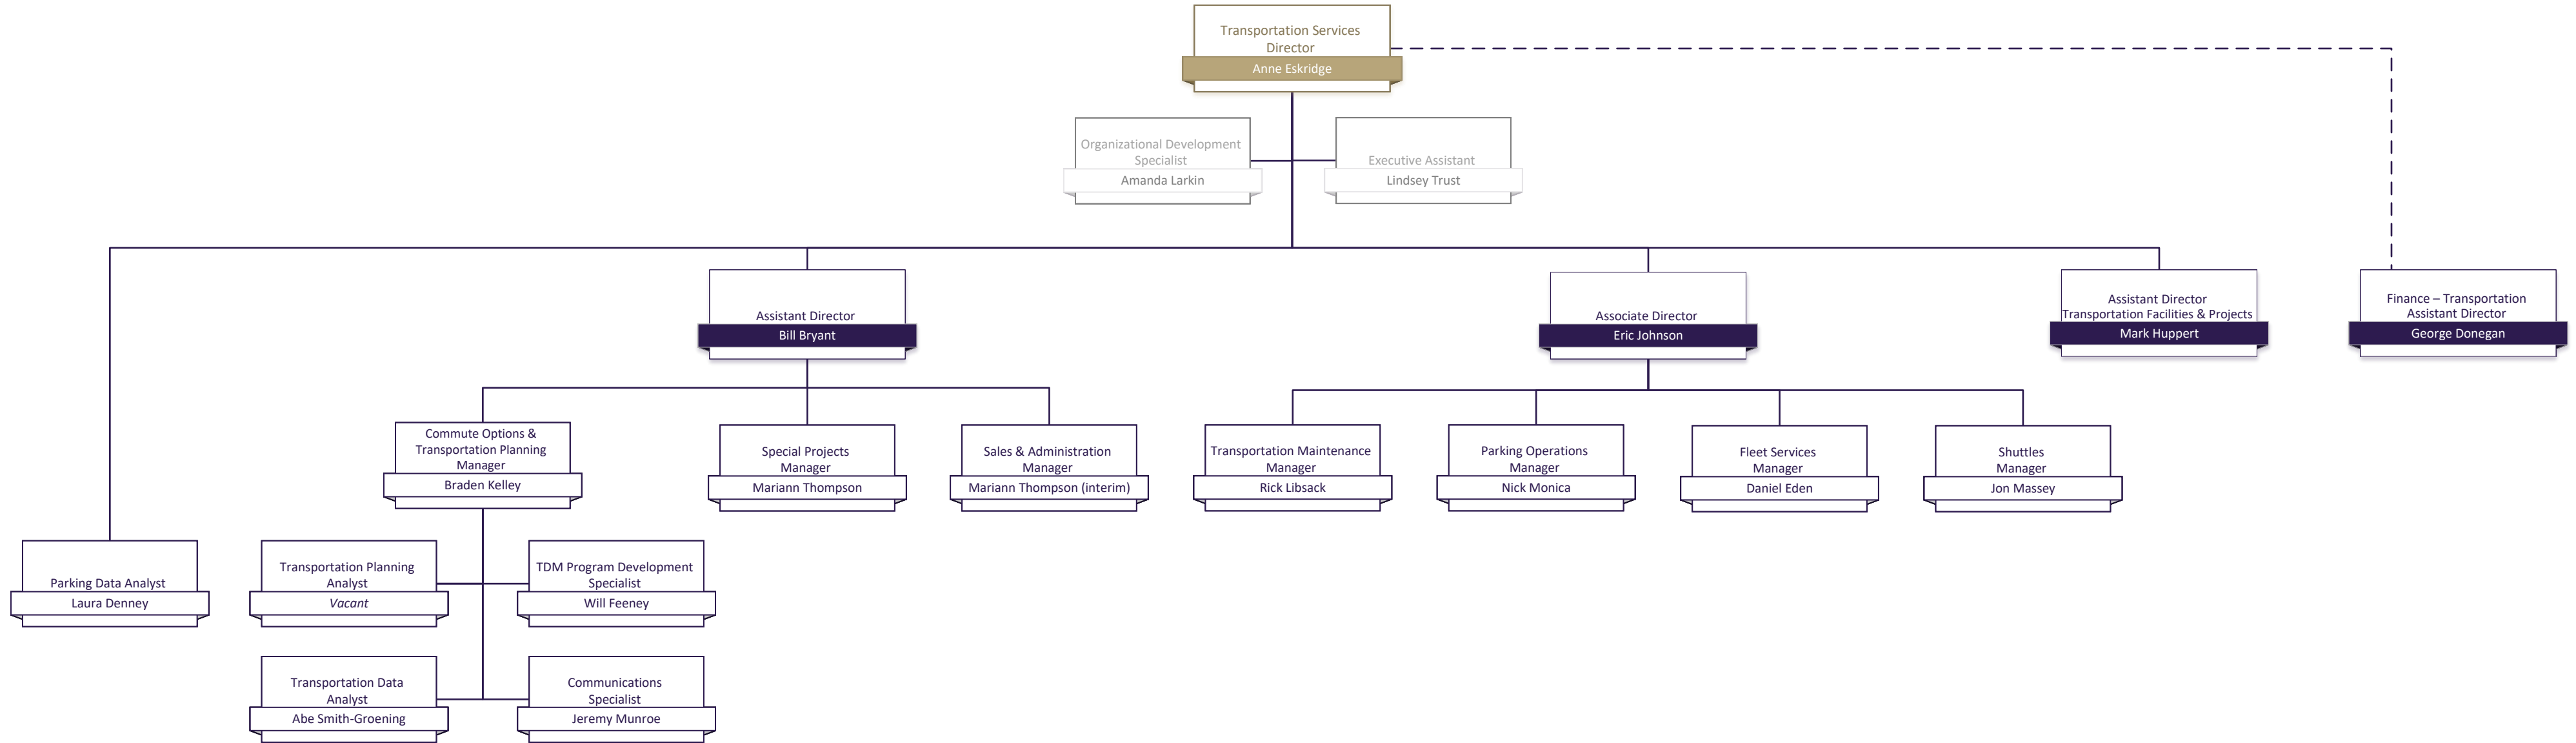 Transportation Services
Director
Anne Eskridge
Organizational Development
Specialist
Amanda Larkin
Executive Assistant
Lindsey Trust
Assistant Director
Bill Bryant
Associate Director
Eric Johnson
Assistant Director
Transportation Facilities & Projects
Mark Huppert
Finance – Transportation
Assistant Director
George Donegan
Commute Options &
Transportation Planning
Manager
Braden Kelley
Special Projects
Manager
Mariann Thompson
Sales & Administration
Manager
Mariann Thompson (interim)
Transportation Maintenance
Manager
Rick Libsack
Parking Operations
Manager
Nick Monica
Fleet Services
Manager
Daniel Eden
Shuttles
Manager
Jon Massey
Parking Data Analyst
Laura Denney
Transportation Planning
Analyst
Vacant
TDM Program Development
Specialist
Will Feeney
Transportation Data
Analyst
Abe Smith-Groening
Communications
Specialist
Jeremy Munroe